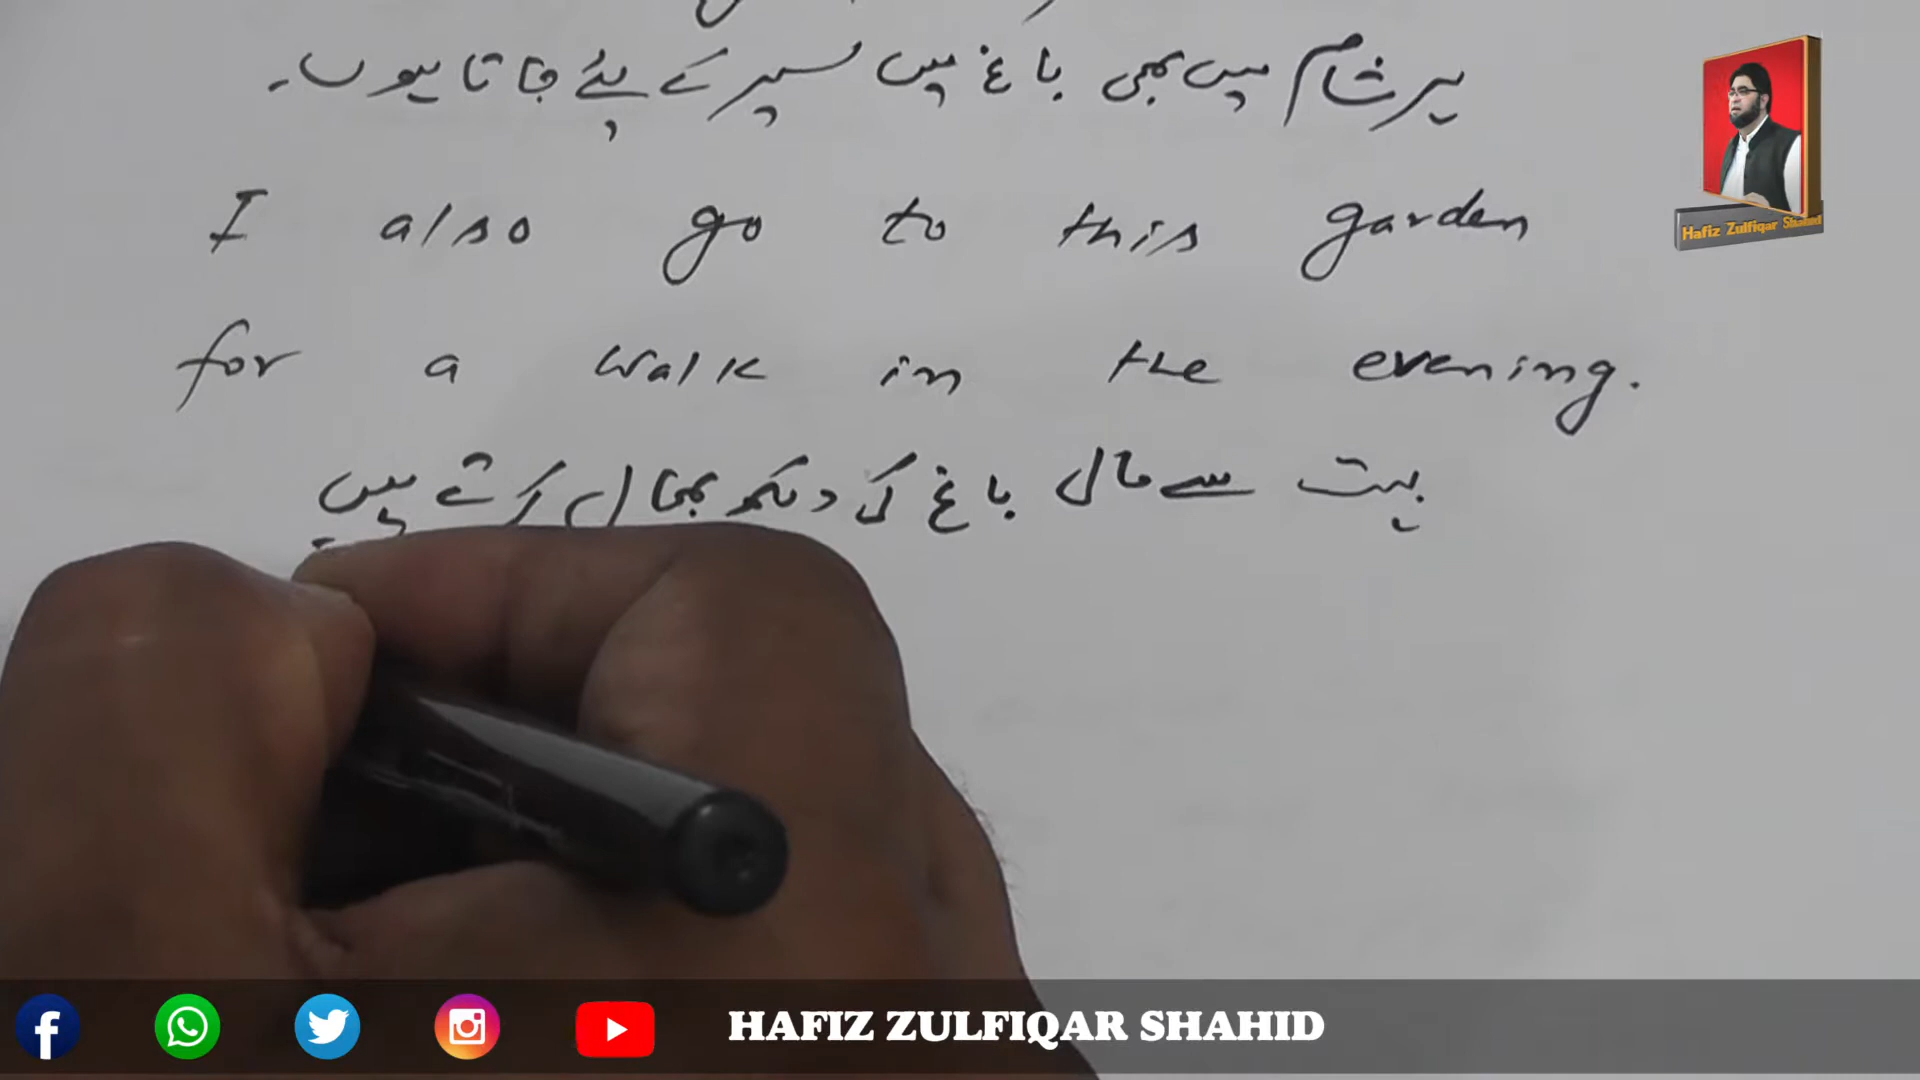 ہر شام میں بھی باغ میں سیر کے لئے جاتا ہوں۔
I also go to this garden
for a walk in the evening.
بہت سے مالی باغ کی دیکھ بھال کرتے ہیں
Hafiz Zulfiqar Shahid
HAFIZ ZULFIQAR SHAHID